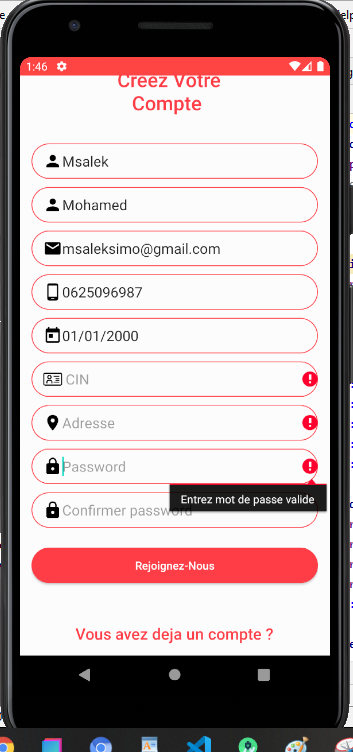 1:46
Creez Votre
Compte
Msalek
Mohamed
msaleksimo@gmail.com
0625096987
01/01/2000
CIN
Adresse
Password
Entrez mot de passe valide
Confirmer password
Rejoignez-Nous
Vous avez deja un compte ?